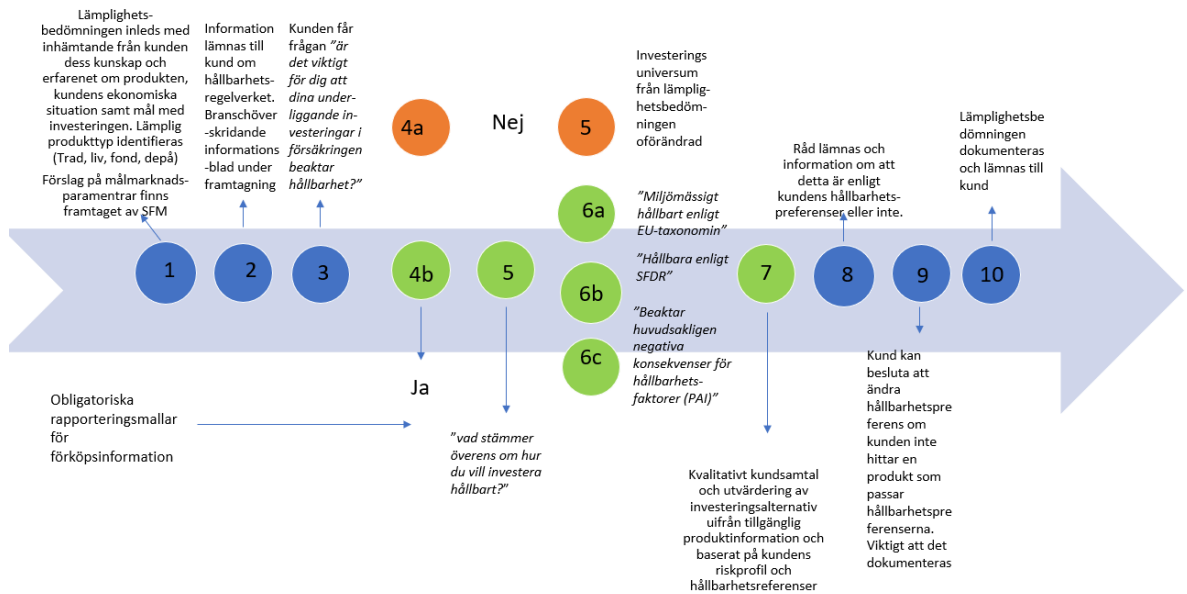 Lämplighets-
bedömningen inleds med
inhämtande från kunden
dess kunskap och
erfarenet om produkten,
kundens ekonomiska
situation samt mål med
investeringen. Lämplig
produkttyp identifieras
(Trad, liv, fond, depå)
Förslag på målmarknads-
paramentrar finns
framtaget av SFM
Information
lämnas till
kund om
hållbarhets-
regelverket.
Branschöver
-skridande
informations
-blad under
framtagning
Kunden får
frågan ”är
det viktigt
för dig att
dina under-
liggande in-
vesteringar i
försäkringen
beaktar
hållbarhet?”
4a
Nej
5
Investerings
universum
från lämplig-
hetsbedöm-
ningen
oförändrad
1
2
3
4b
5
6a
6b
6c
”Miljömässigt
hållbart enligt
EU-taxonomin”
”Hållbara enligt
SFDR”
”Beaktar
huvudsakligen
negativa
konsekvenser för
hållbarhets-
faktorer (PAI)”
7
8
9
10
Råd lämnas och
information om att
detta är enligt
kundens hållbarhets-
preferenser eller inte.
Lämplighetsbe
dömningen
dokumenteras
och lämnas till
kund
Ja
Obligatoriska
rapporteringsmallar
för
förköpsinformation
”vad stämmer
överens om hur
du vill investera
hållbart?”
Kvalitativt kundsamtal
och utvärdering av
investeringsalternativ
uifrån tillgänglig
produktinformation och
baserat på kundens
riskprofil och
hållbarhetsreferenser
Kund kan
besluta att
ändra
hållbarhetspre
ferens om
kunden inte
hittar en
produkt som
passar
hållbarhetspre
ferenserna.
Viktigt att det
dokumenteras